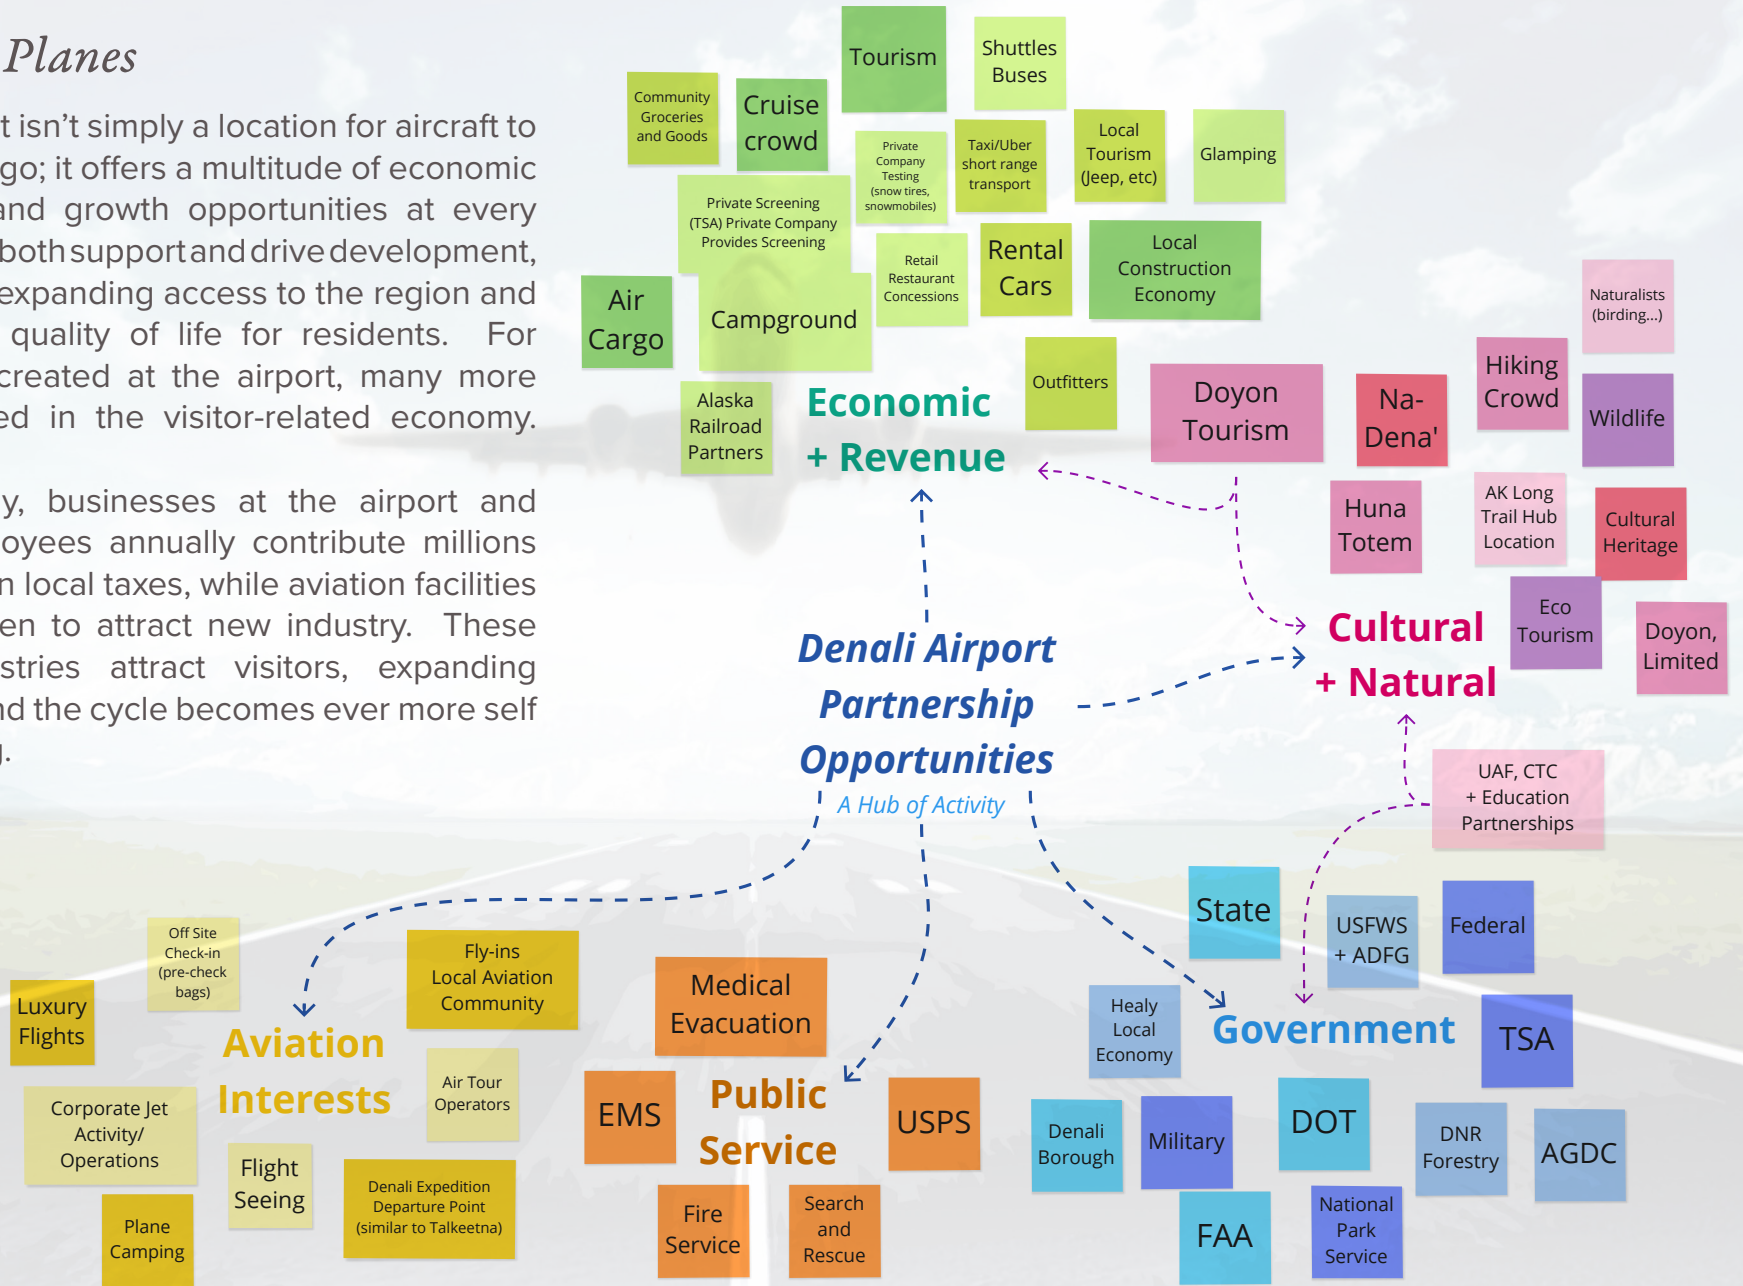 Planes
t isn’t simply a location for aircraft to
go; it offers a multitude of economic
and growth opportunities at every
both support and drive development,
expanding access to the region and
quality of life for residents. For
created at the airport, many more
ed in the visitor-related economy.
y, businesses at the airport and
oyees annually contribute millions
n local taxes, while aviation facilities
en to attract new industry. These
stries attract visitors, expanding
nd the cycle becomes ever more self
g.
Tourism
Shuttles
Buses
Community
Groceries
and Goods
Cruise
crowd
Private
Company
Testing
(snow tires,
snowmobiles)
Taxi/Uber
short range
transport
Local
Tourism
(Jeep, etc)
Glamping
Private Screening
(TSA) Private Company
Provides Screening
Retail
Restaurant
Concessions
Rental
Cars
Local
Construction
Economy
Air
Cargo
Campground
Outfitters
Alaska
Railroad
Partners
Economic
+ Revenue
Doyon
Tourism
Na-
Dena'
Hiking
Crowd
Naturalists
(birding...)
Wildlife
Huna
Totem
AK Long
Trail Hub
Location
Cultural
Heritage
Eco
Tourism
Doyon,
Limited
Cultural
+ Natural
UAF, CTC
+ Education
Partnerships
Denali Airport
Partnership
Opportunities
A Hub of Activity
Off Site
Check-in
(pre-check
bags)
Luxury
Flights
Fly-ins
Local Aviation
Community
Aviation
Interests
Air Tour
Operators
Corporate Jet
Activity/
Operations
Flight
Seeing
Denali Expedition
Departure Point
(similar to Talkeetna)
Plane
Camping
Medical
Evacuation
EMS
Public
Service
USPS
Fire
Service
Search
and
Rescue
State
USFWS
+ ADFG
Federal
Healy
Local
Economy
Government
TSA
Denali
Borough
Military
DOT
DNR
Forestry
AGDC
FAA
National
Park
Service